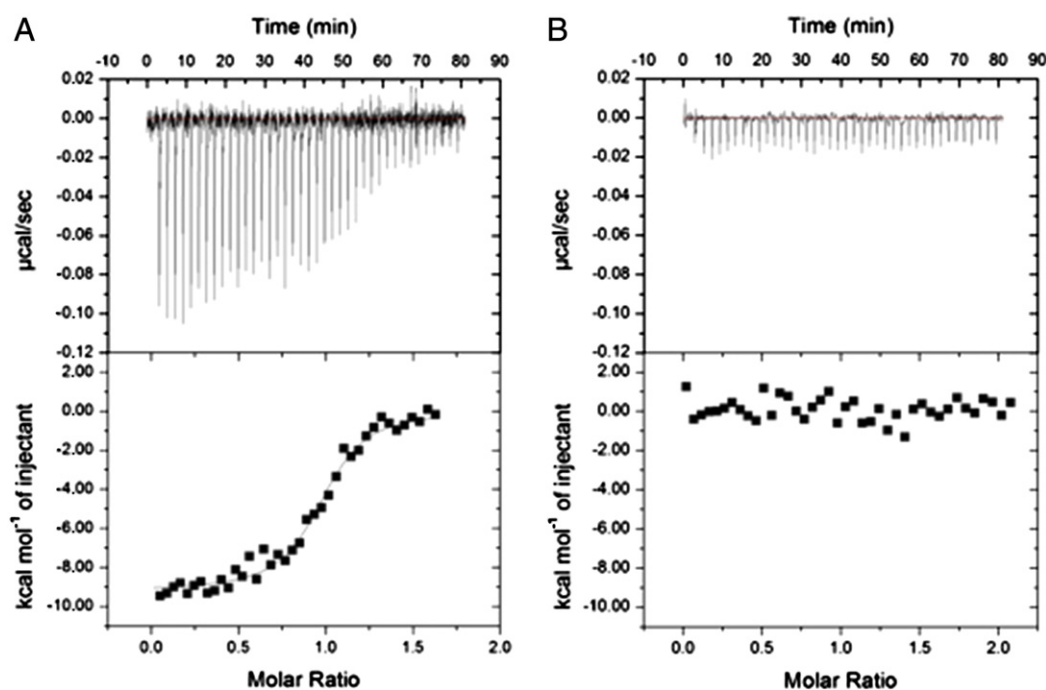 A
Time (min)
-10 0 10 20 30 40 50 60 70 80 90
0.02
0.00
-0.02
-0.04
-0.06
-0.08
-0.10
-0.12
µcal/sec
2.00
0.00
-2.00
-4.00
-6.00
-8.00
-10.00
kcal mol⁻¹ of injectant
0.0 0.5 1.0 1.5 2.0
Molar Ratio
B
Time (min)
-10 0 10 20 30 40 50 60 70 80 90
0.02
0.00
-0.02
-0.04
-0.06
-0.08
-0.10
-0.12
µcal/sec
2.00
0.00
-2.00
-4.00
-6.00
-8.00
-10.00
kcal mol⁻¹ of injectant
0.0 0.5 1.0 1.5 2.0
Molar Ratio